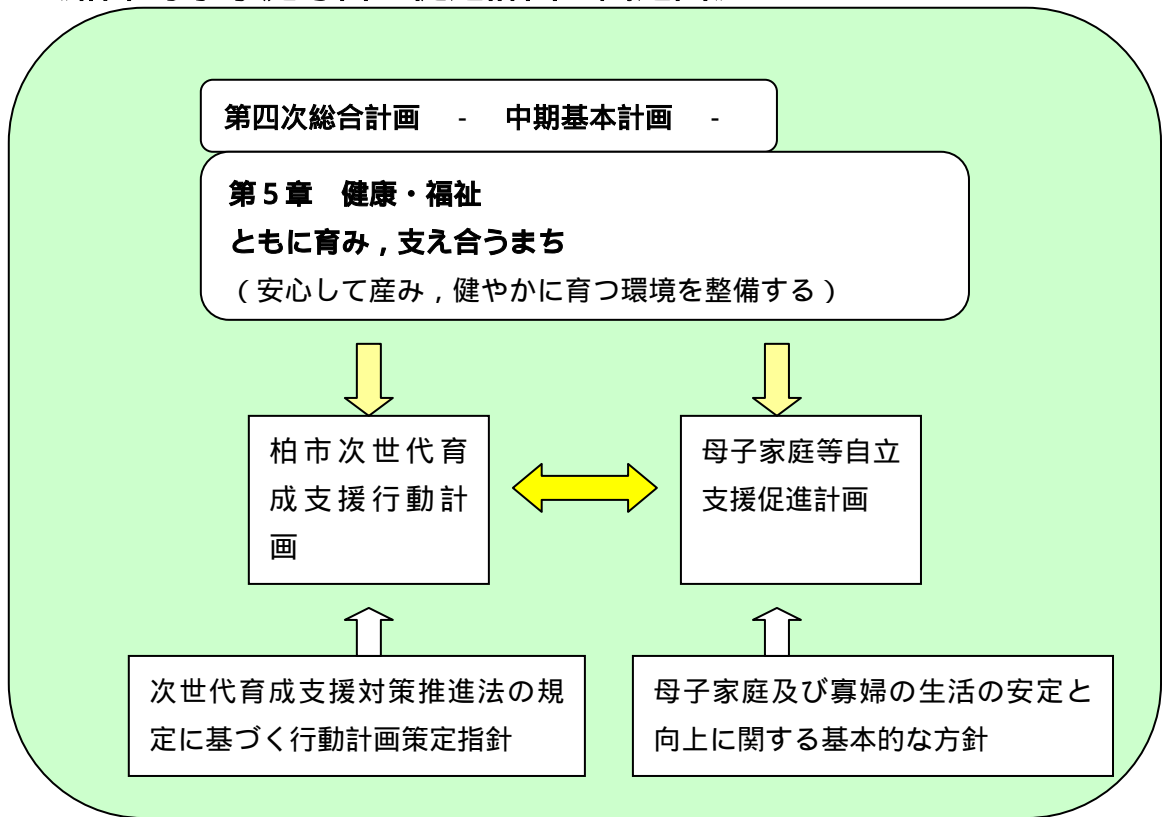 第四次総合計画　-　中期基本計画　-
第５章　健康・福祉
ともに育み，支え合うまち
（安心して産み，健やかに育つ環境を整備する）
柏市次世代育
成支援行動計
画
母子家庭等自立
支援促進計画
次世代育成支援対策推進法の規
定に基づく行動計画策定指針
母子家庭及び寡婦の生活の安定と
向上に関する基本的な方針